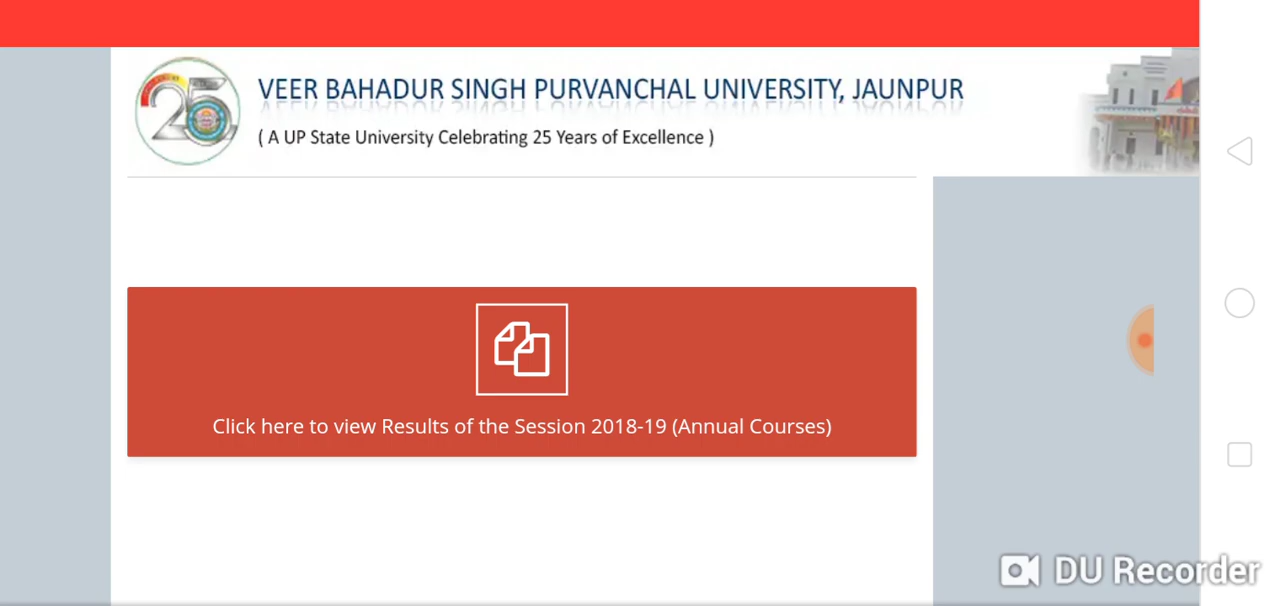 25
VEER BAHADUR SINGH PURVANCHAL UNIVERSITY, JAUNPUR
( A UP State University Celebrating 25 Years of Excellence )
Click here to view Results of the Session 2018-19 (Annual Courses)
DU Recorder